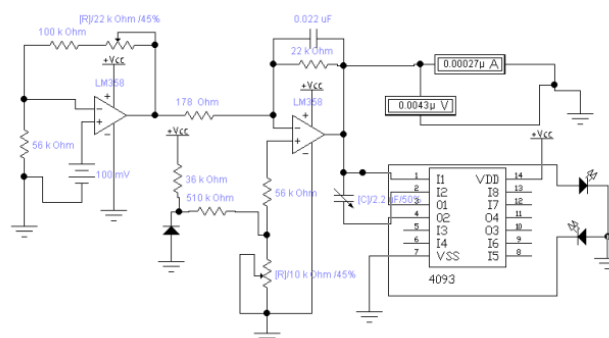 [R]/22 k Ohm /45%
100 k Ohm
+Vcc
LM358
56 k Ohm
100 mV
178 Ohm
+Vcc
36 k Ohm
510 k Ohm
0.022 uF
22 k Ohm
+Vcc
LM358
56 k Ohm
[R]/10 k Ohm /45%
0.00027µ A
0.0043µ V
+Vcc
[C]/2.2 uF/50%
1 I1 VDD 14
2 I2 I8 13
3 O1 I7 12
4 O2 O4 11
5 I3 O3 10
6 I4 I6 9
7 VSS I5 8
4093